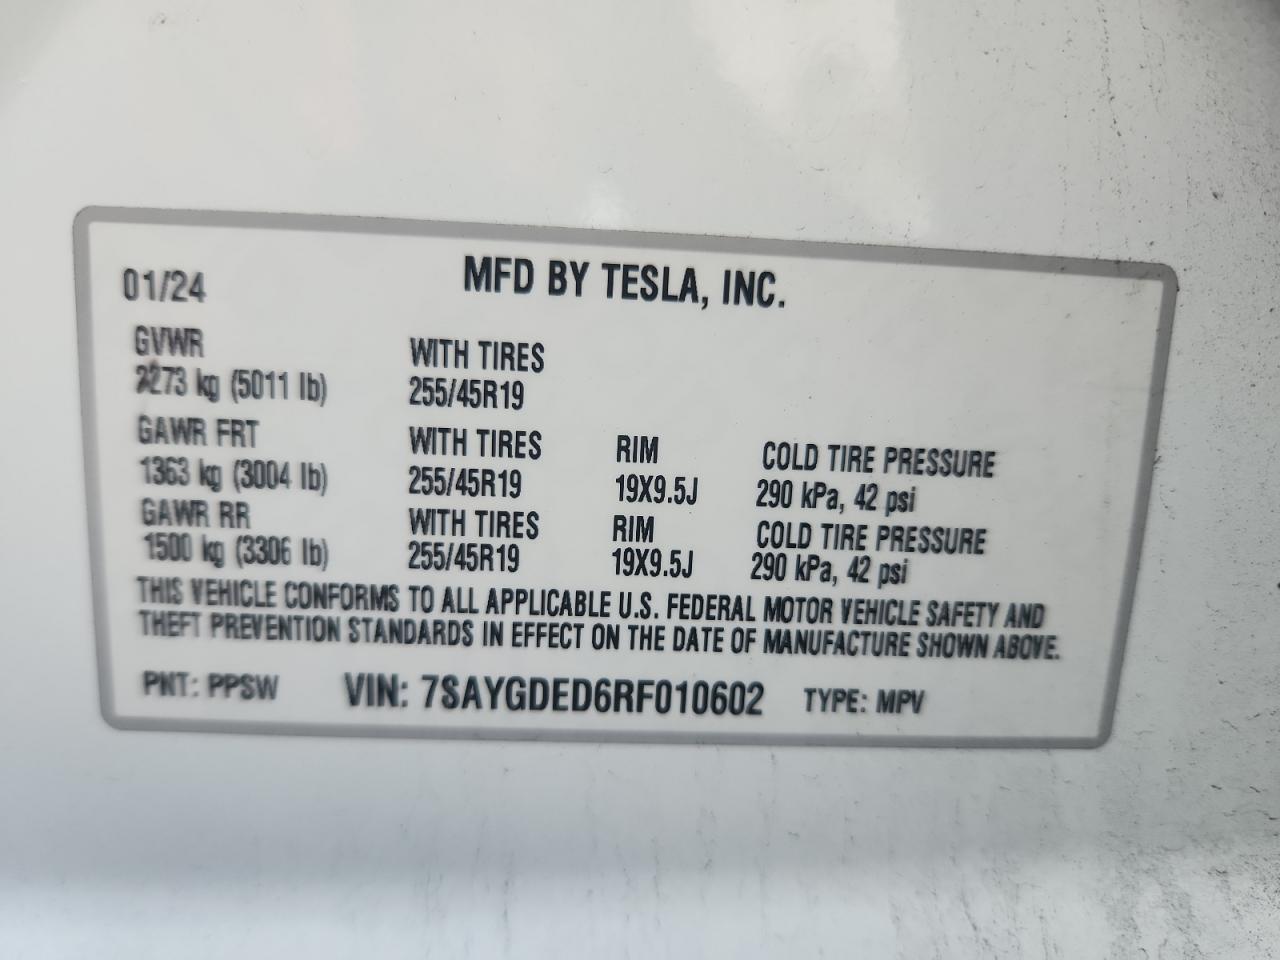 01/24 MFD BY TESLA, INC.
GVWR WITH TIRES
2273 kg (5011 lb) 255/45R19
GAWR FRT WITH TIRES RIM COLD TIRE PRESSURE
1363 kg (3004 lb) 255/45R19 19X9.5J 290 kPa, 42 psi
GAWR RR WITH TIRES RIM COLD TIRE PRESSURE
1500 kg (3306 lb) 255/45R19 19X9.5J 290 kPa, 42 psi
THIS VEHICLE CONFORMS TO ALL APPLICABLE U.S. FEDERAL MOTOR VEHICLE SAFETY AND
THEFT PREVENTION STANDARDS IN EFFECT ON THE DATE OF MANUFACTURE SHOWN ABOVE.
PNT: PPSW VIN: 7SAYGDED6RF010602 TYPE: MPV